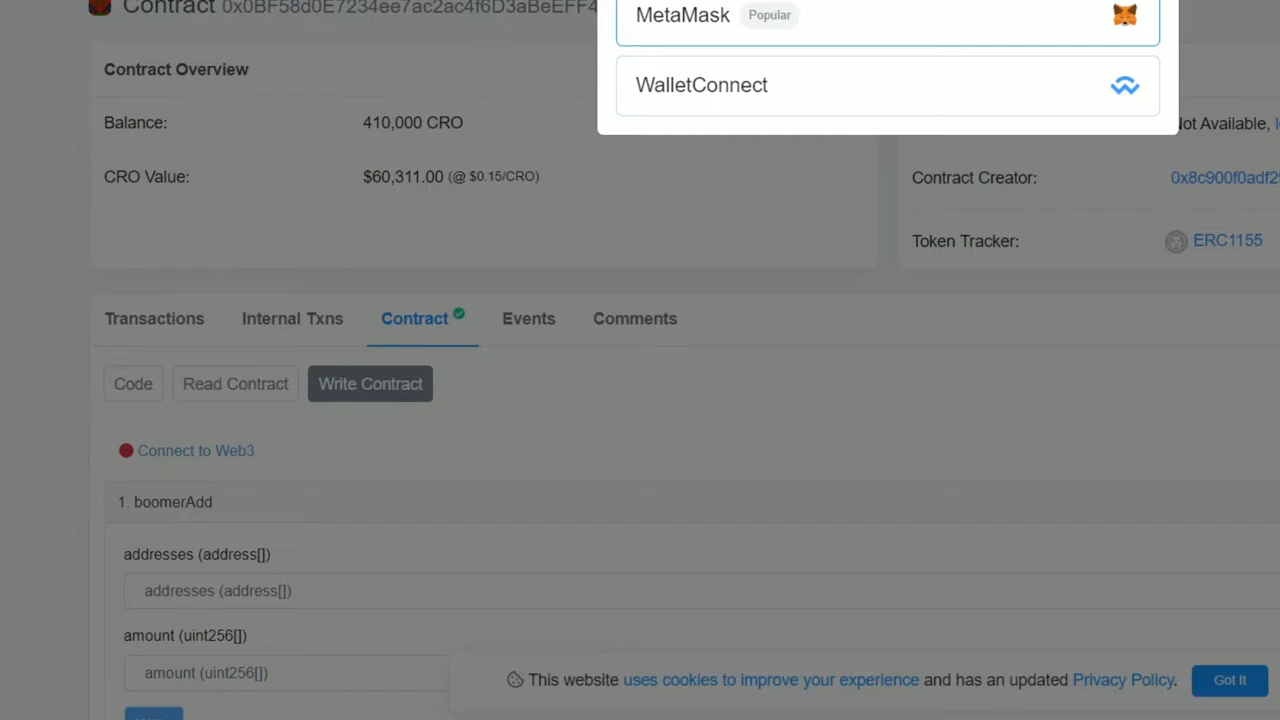 Contract 0x0BF58d0E7234ee7ac2ac4f6D3aBeEFF4
MetaMask Popular
WalletConnect
Contract Overview
Balance: 410,000 CRO
CRO Value: $60,311.00 (@ $0.15/CRO)
Not Available,
Contract Creator: 0x8c900f0adf2
Token Tracker: ERC1155
Transactions Internal Txns Contract Events Comments
Code Read Contract Write Contract
Connect to Web3
1. boomerAdd
addresses (address[])
addresses (address[])
amount (uint256[])
amount (uint256[])
This website uses cookies to improve your experience and has an updated Privacy Policy. Got It